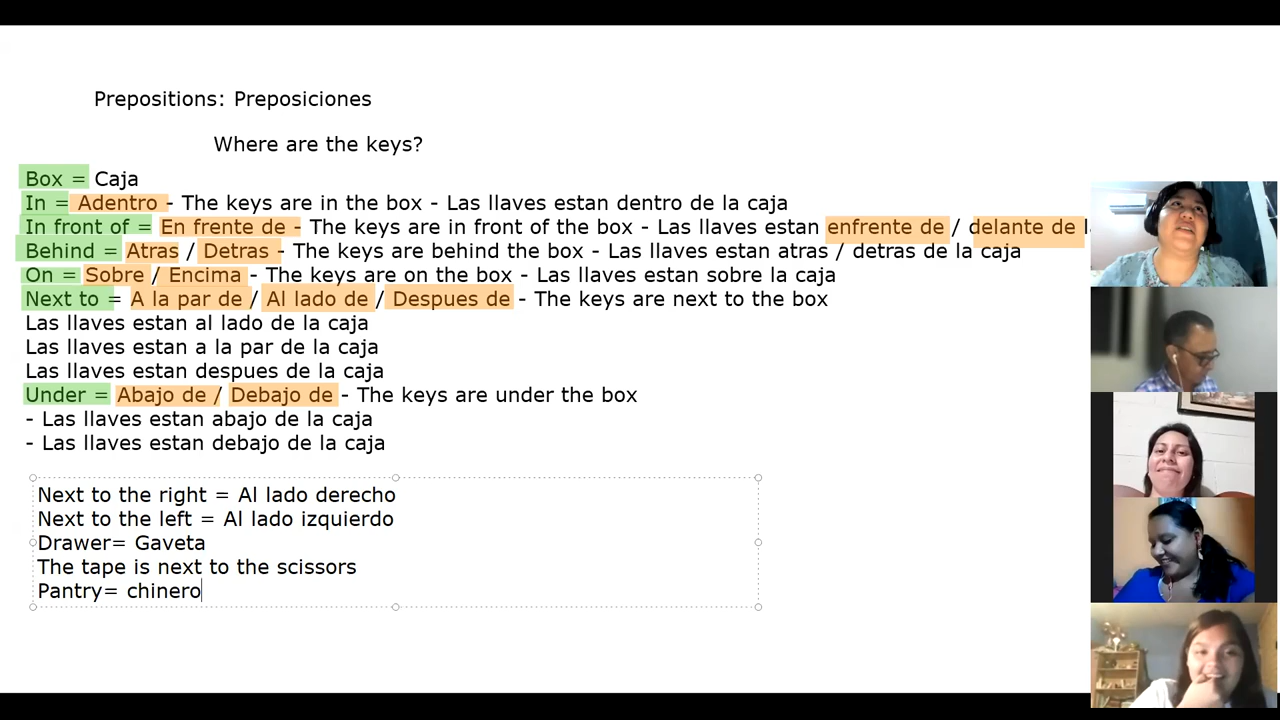 Prepositions: Preposiciones
Where are the keys?
Box = Caja
In = Adentro - The keys are in the box - Las llaves estan dentro de la caja
In front of = En frente de - The keys are in front of the box - Las llaves estan enfrente de / delante de
Behind = Atras / Detras - The keys are behind the box - Las llaves estan atras / detras de la caja
On = Sobre / Encima - The keys are on the box - Las llaves estan sobre la caja
Next to = A la par de / Al lado de / Despues de - The keys are next to the box
Las llaves estan al lado de la caja
Las llaves estan a la par de la caja
Las llaves estan despues de la caja
Under = Abajo de / Debajo de - The keys are under the box
- Las llaves estan abajo de la caja
- Las llaves estan debajo de la caja
Next to the right = Al lado derecho
Next to the left = Al lado izquierdo
Drawer= Gaveta
The tape is next to the scissors
Pantry= chinero